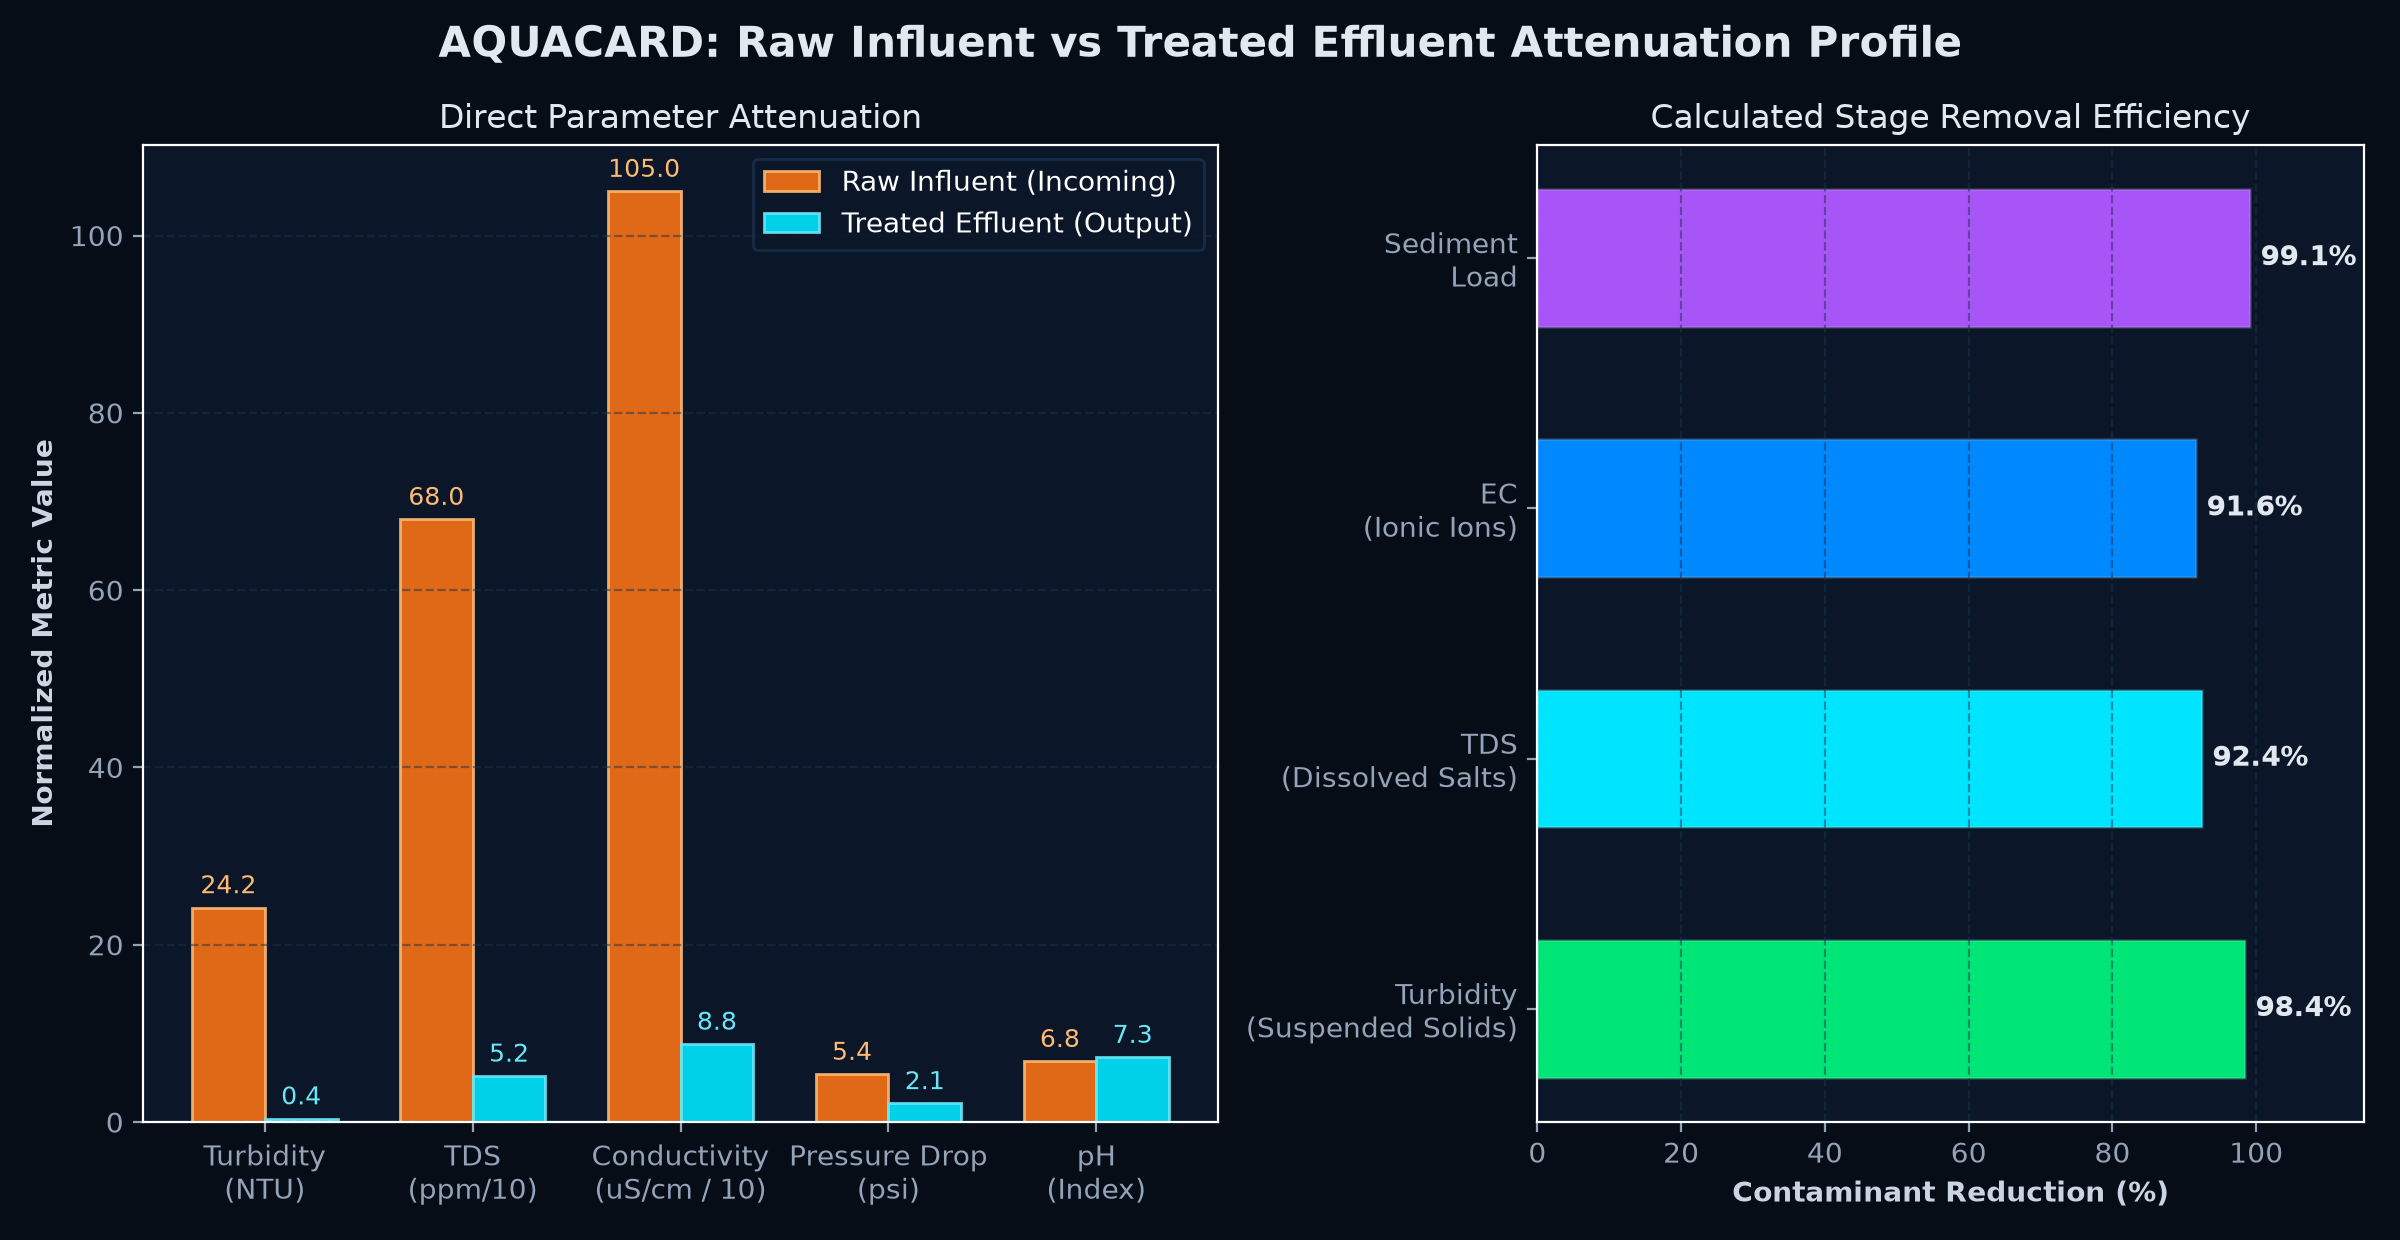 AQUACARD: Raw Influent vs Treated Effluent Attenuation Profile
Direct Parameter Attenuation
Normalized Metric Value
100
80
60
40
20
0
105.0
68.0
24.2
0.4
5.2
8.8
5.4
2.1
6.8
7.3
Raw Influent (Incoming)
Treated Effluent (Output)
Turbidity
(NTU)
TDS
(ppm/10)
Conductivity
(uS/cm / 10)
Pressure Drop
(psi)
pH
(Index)
Calculated Stage Removal Efficiency
Sediment
Load
99.1%
EC
(Ionic Ions)
91.6%
TDS
(Dissolved Salts)
92.4%
Turbidity
(Suspended Solids)
98.4%
0
20
40
60
80
100
Contaminant Reduction (%)